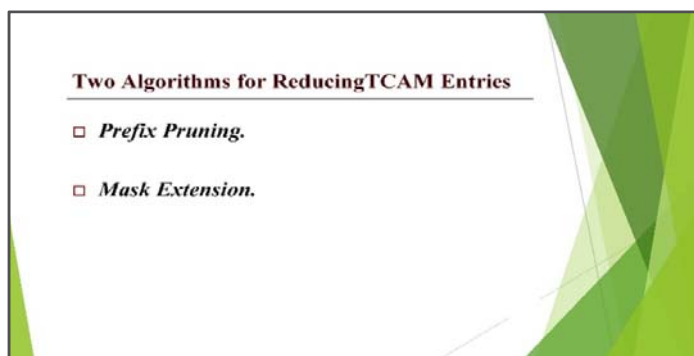 Two Algorithms for ReducingTCAM Entries
Prefix Pruning.
Mask Extension.